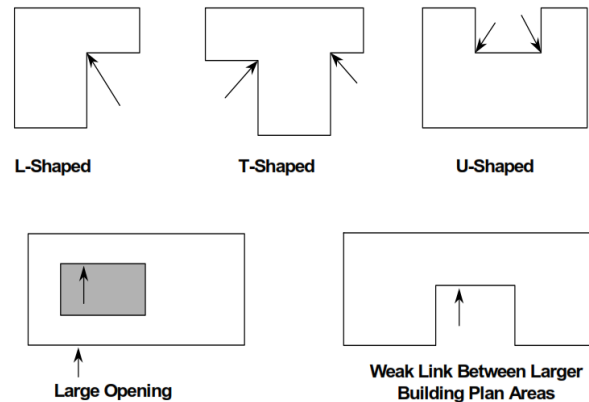 L-Shaped
T-Shaped
U-Shaped
Large Opening
Weak Link Between Larger
Building Plan Areas